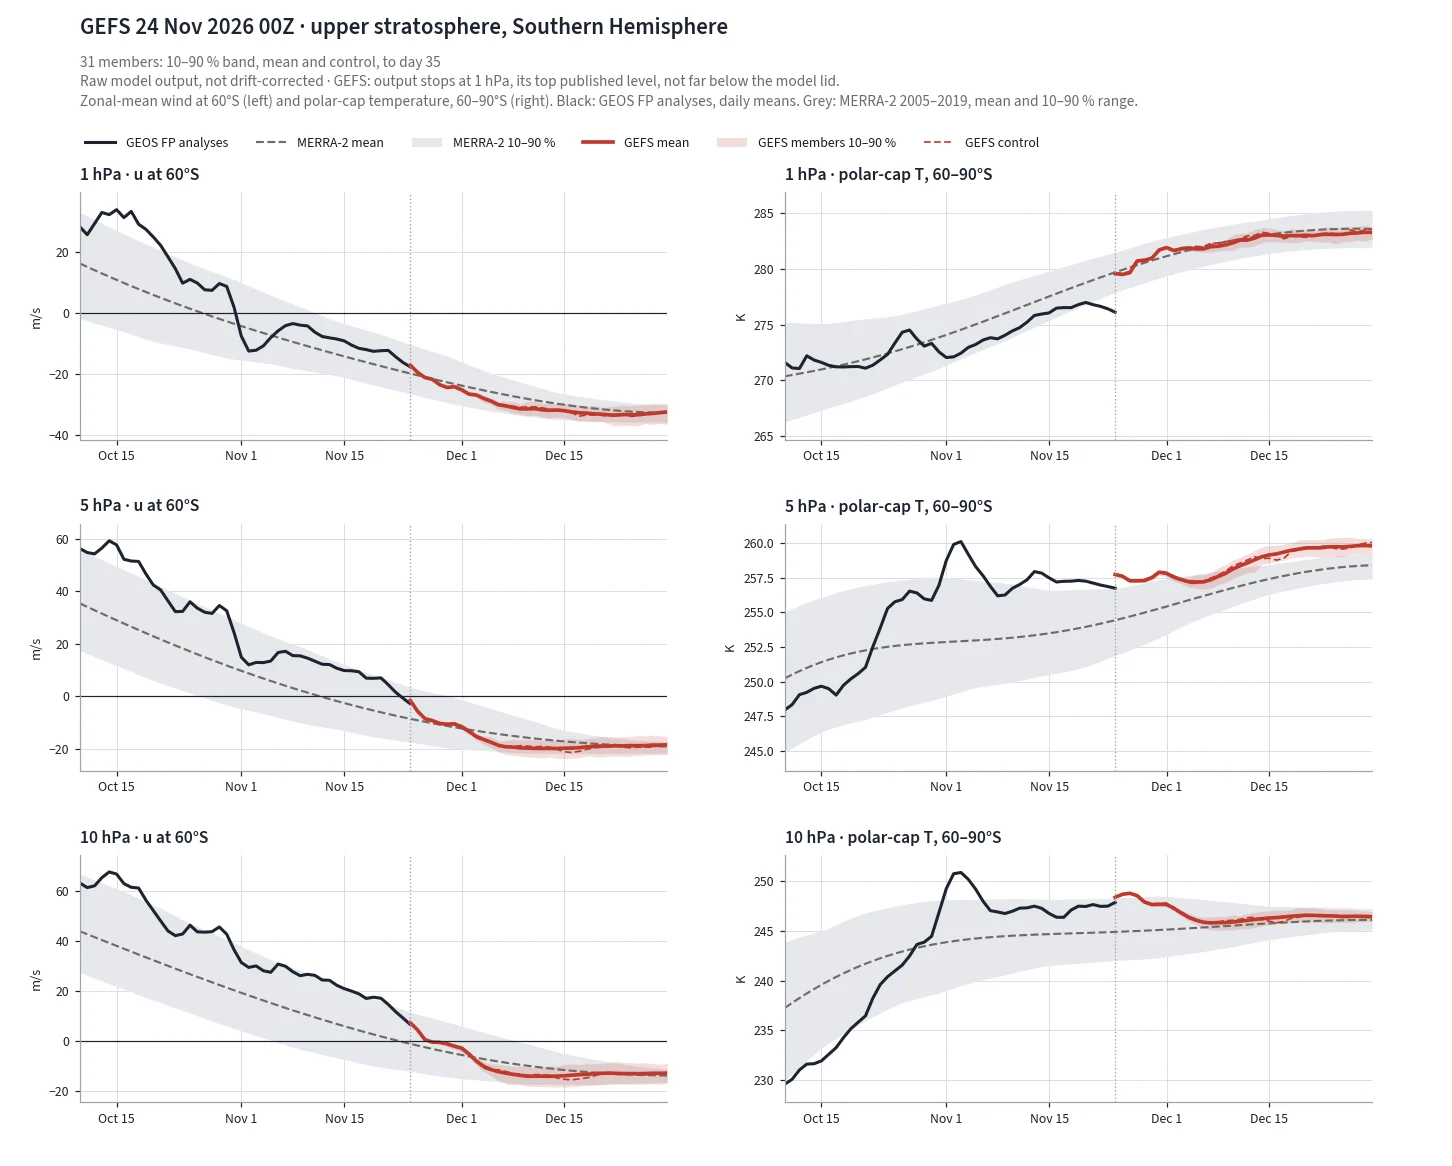 GEFS 24 Nov 2026 00Z · upper stratosphere, Southern Hemisphere
31 members: 10–90 % band, mean and control, to day 35
Raw model output, not drift-corrected · GEFS: output stops at 1 hPa, its top published level, not far below the model lid.
Zonal-mean wind at 60°S (left) and polar-cap temperature, 60–90°S (right). Black: GEOS FP analyses, daily means. Grey: MERRA-2 2005–2019, mean and 10–90 % range.
GEOS FP analyses MERRA-2 mean MERRA-2 10–90 % GEFS mean GEFS members 10–90 % GEFS control
1 hPa · u at 60°S
m/s
20
0
−20
−40
Oct 15 Nov 1 Nov 15 Dec 1 Dec 15
1 hPa · polar-cap T, 60–90°S
K
285
280
275
270
265
Oct 15 Nov 1 Nov 15 Dec 1 Dec 15
5 hPa · u at 60°S
m/s
60
40
20
0
−20
Oct 15 Nov 1 Nov 15 Dec 1 Dec 15
5 hPa · polar-cap T, 60–90°S
K
260.0
257.5
255.0
252.5
250.0
247.5
245.0
Oct 15 Nov 1 Nov 15 Dec 1 Dec 15
10 hPa · u at 60°S
m/s
60
40
20
0
−20
Oct 15 Nov 1 Nov 15 Dec 1 Dec 15
10 hPa · polar-cap T, 60–90°S
K
250
245
240
235
230
Oct 15 Nov 1 Nov 15 Dec 1 Dec 15